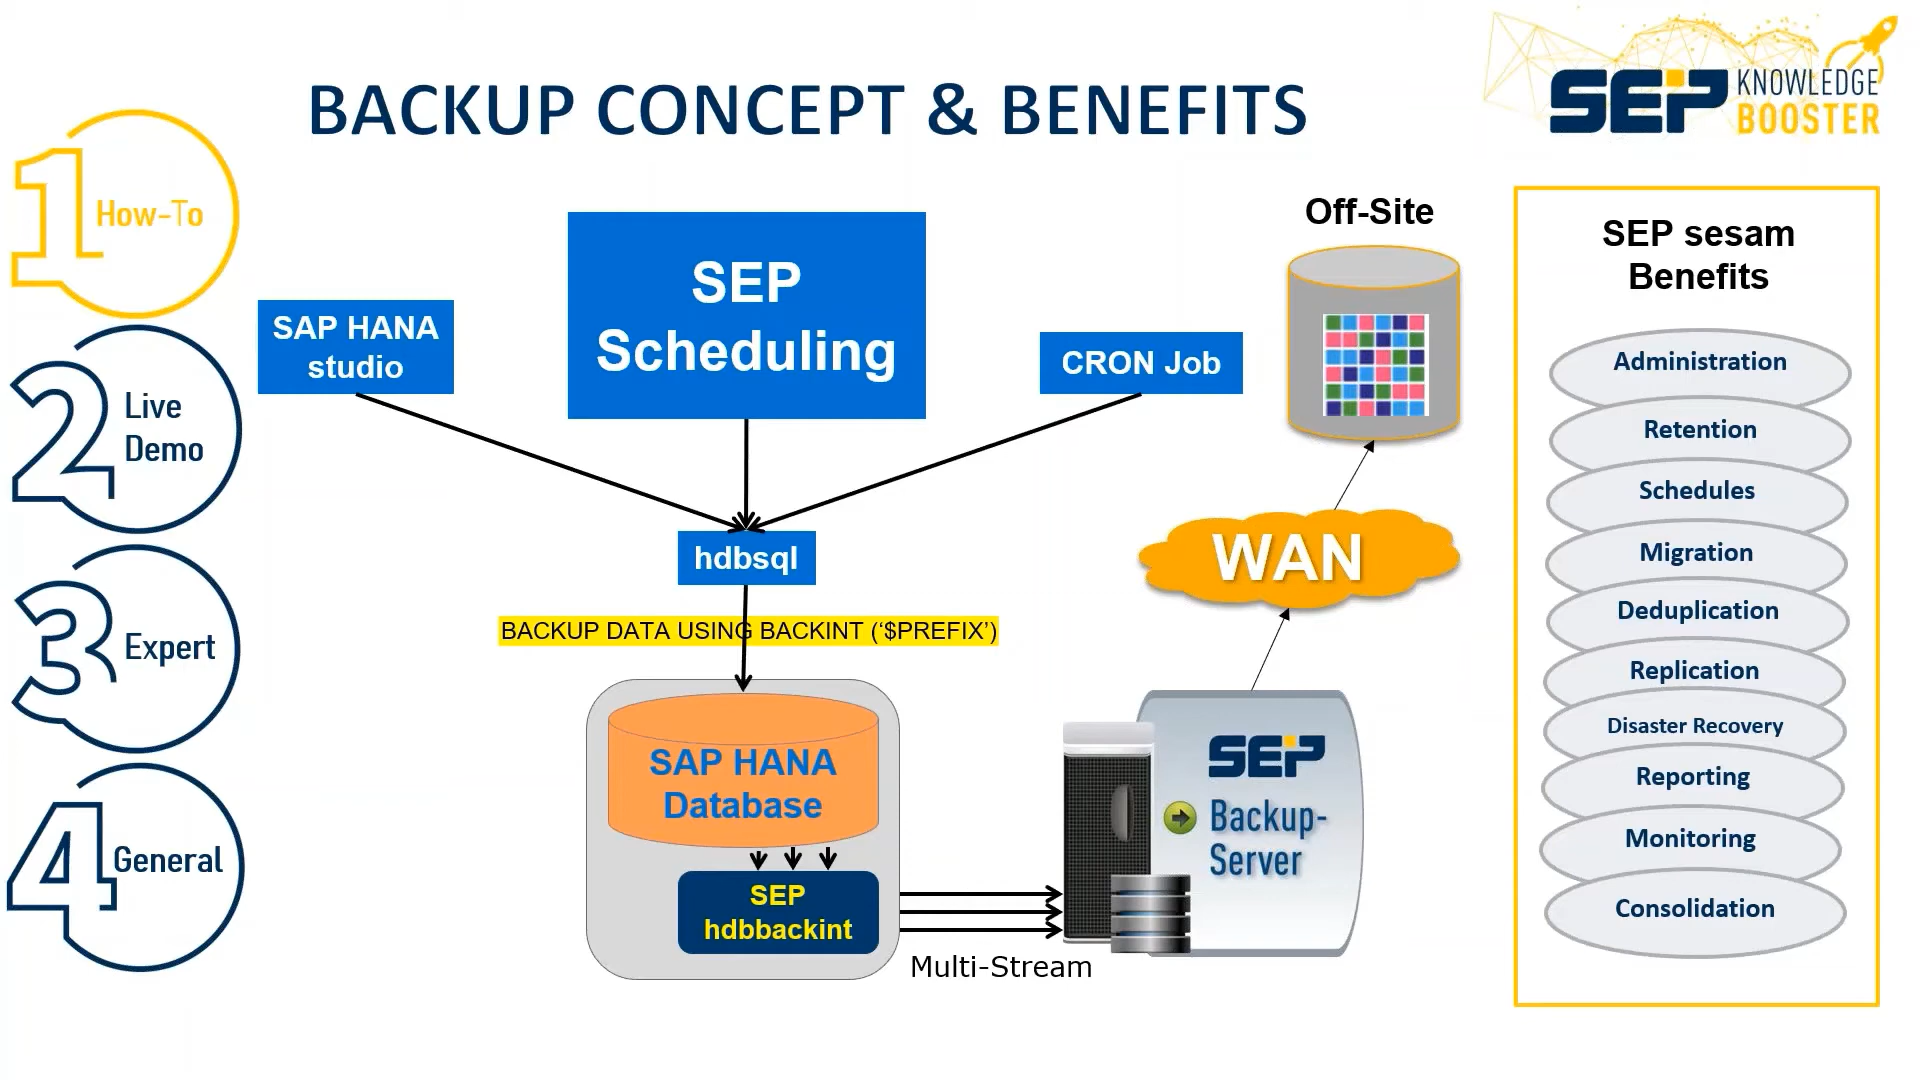 BACKUP CONCEPT & BENEFITS
SEP KNOWLEDGE
BOOSTER
1 How-To
2 Live
Demo
3 Expert
4 General
SAP HANA
studio
SEP
Scheduling
CRON Job
hdbsql
BACKUP DATA USING BACKINT (‘$PREFIX’)
SAP HANA
Database
SEP
hdbbackint
Multi-Stream
Off-Site
WAN
SEP
Backup-
Server
SEP sesam
Benefits
Administration
Retention
Schedules
Migration
Deduplication
Replication
Disaster Recovery
Reporting
Monitoring
Consolidation